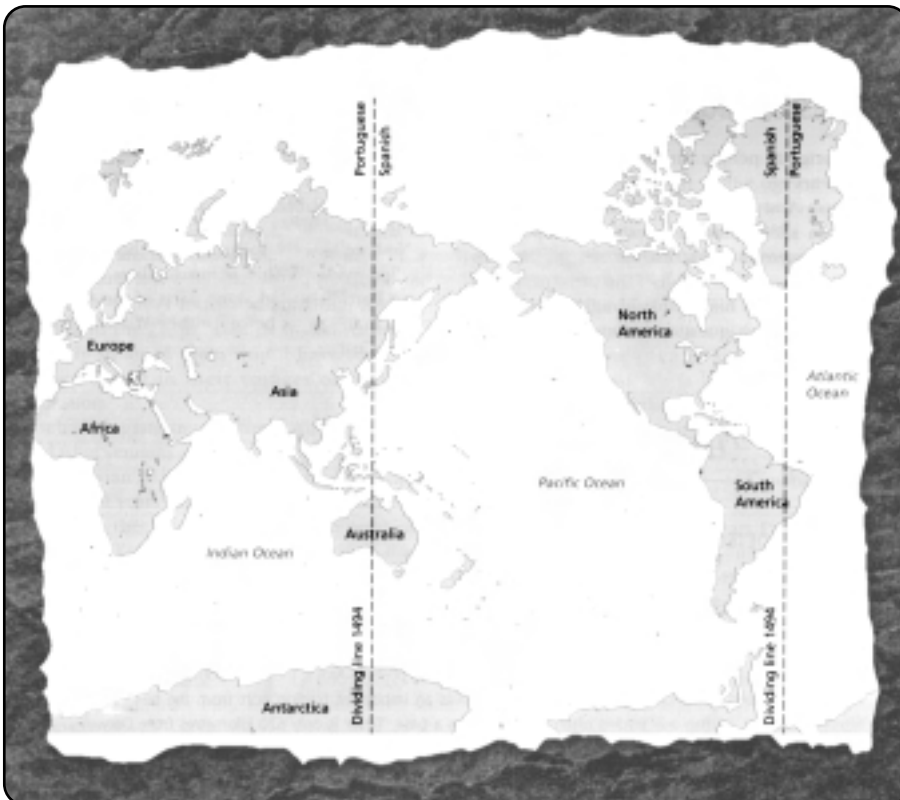 Portuguese
Spanish
Spanish
Portuguese
North
America
Europe
Atlantic
Ocean
Asia
Africa
Pacific Ocean
South
America
Australia
Indian Ocean
Dividing line 1494
Dividing line 1494
Antarctica